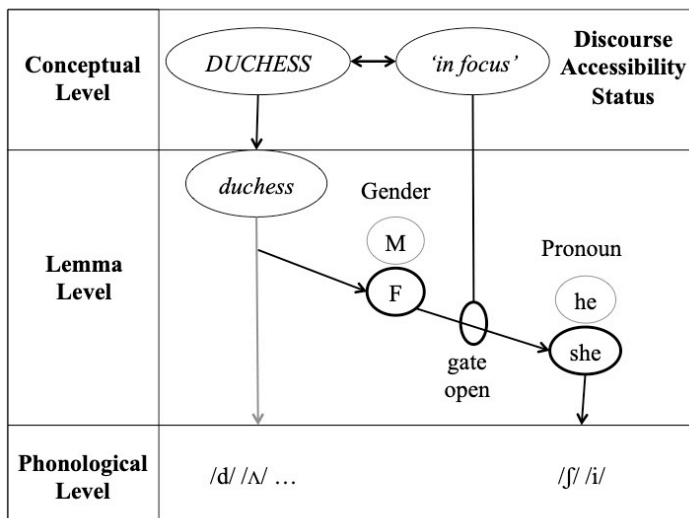 Conceptual
Level
DUCHESS
‘in focus’
Discourse
Accessibility
Status
Lemma
Level
duchess
Gender
M
F
gate
open
Pronoun
he
she
Phonological
Level
/d/ /ʌ/ …
/ʃ/ /i/